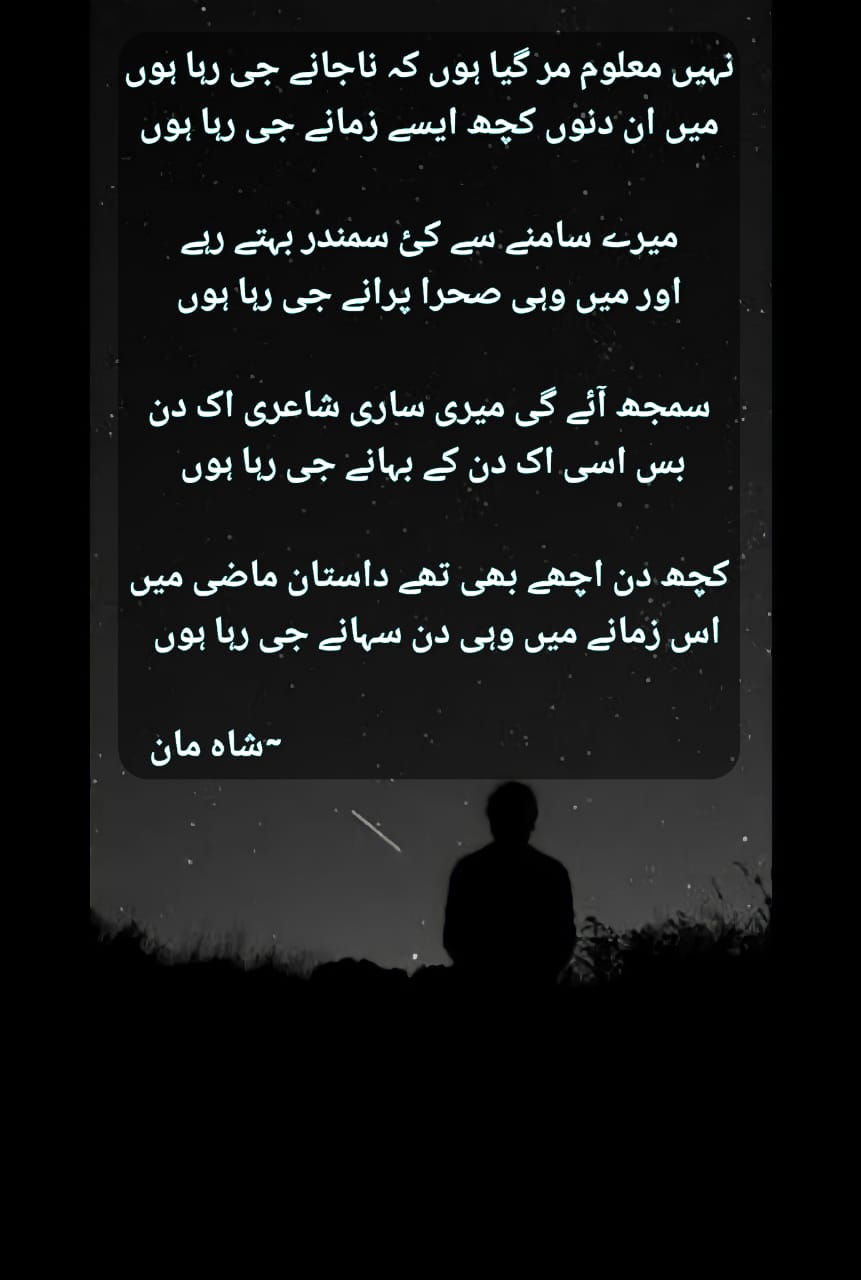 نہیں معلوم مر گیا ہوں کہ ناجانے جی رہا ہوں
میں ان دنوں کچھ ایسے زمانے جی رہا ہوں
میرے سامنے سے کئ سمندر بہتے رہے
اور میں وہی صحرا پرانے جی رہا ہوں
سمجھ آئے گی میری ساری شاعری اک دن
بس اسی اک دن کے بہانے جی رہا ہوں
کچھ دن اچھے بھی تھے داستان ماضی میں
اس زمانے میں وہی دن سہانے جی رہا ہوں
~شاہ مان